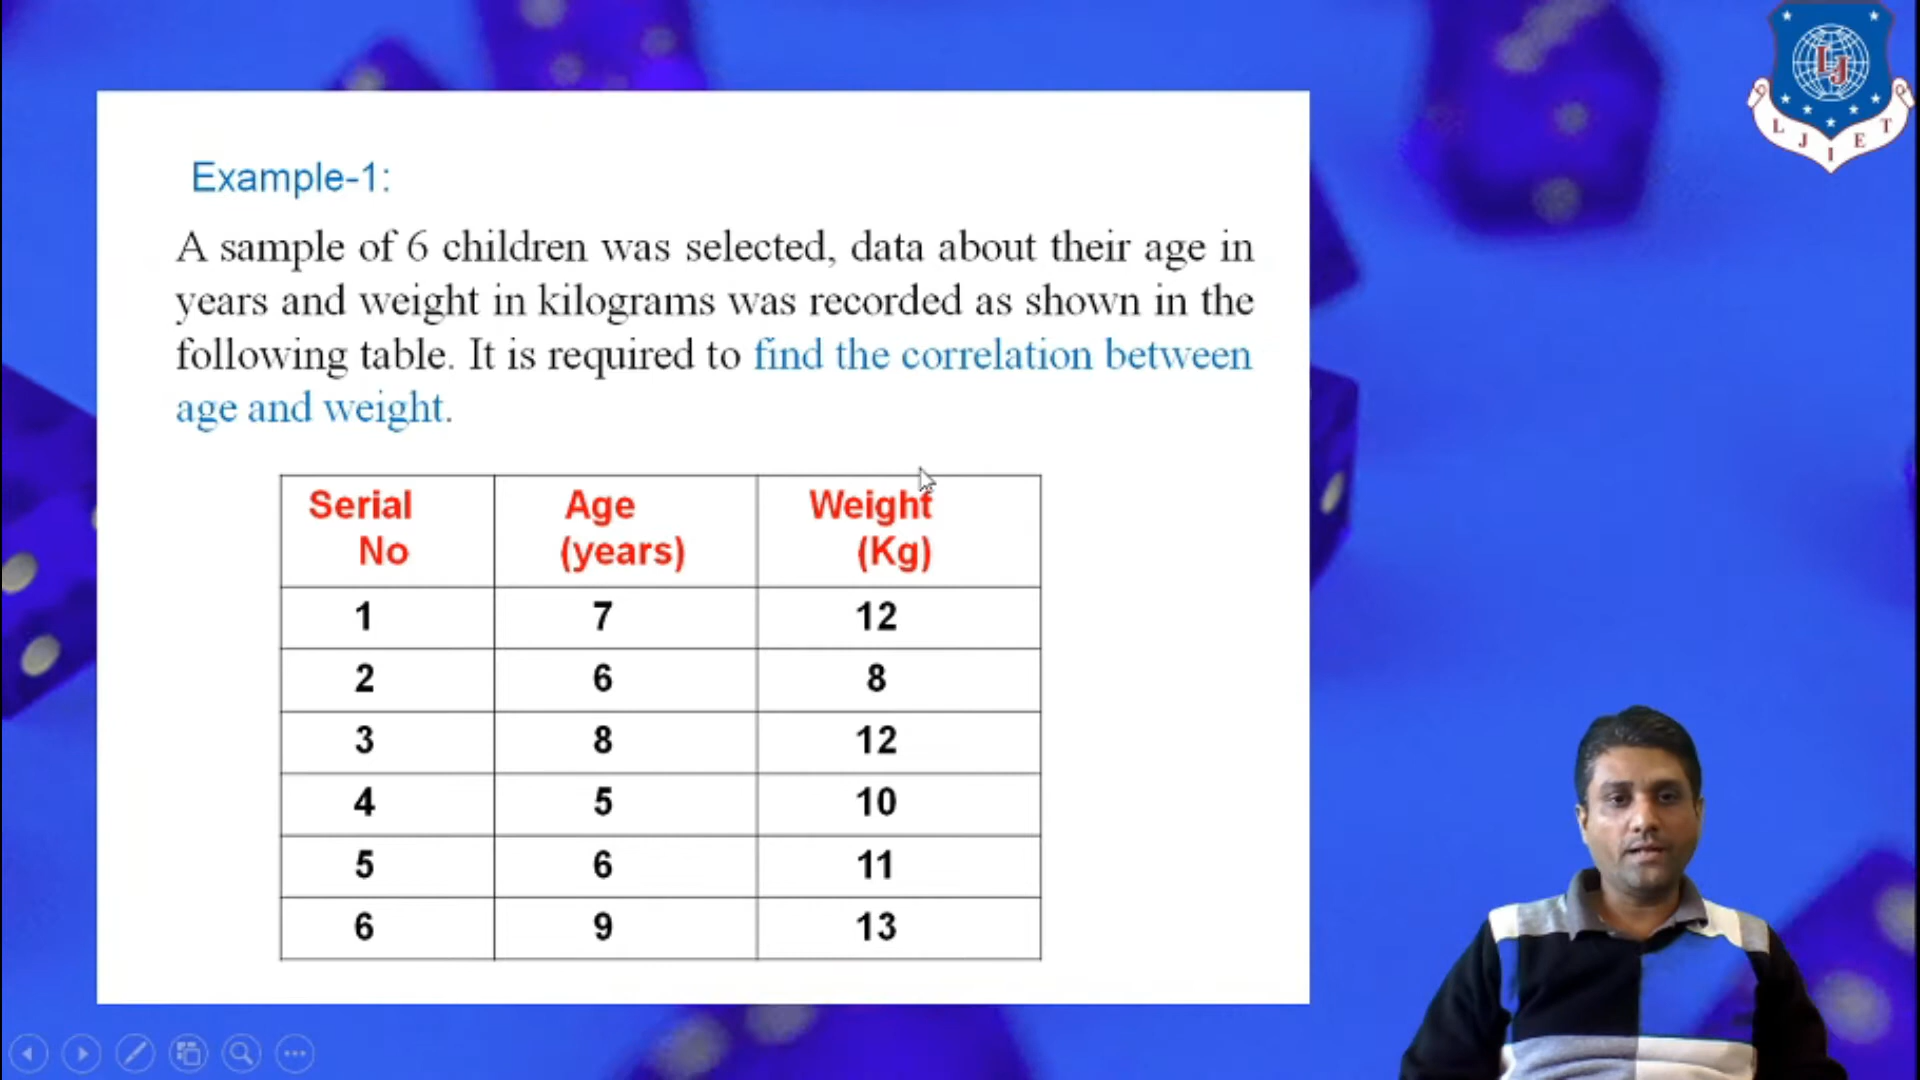 Example-1:
A sample of 6 children was selected, data about their age in
years and weight in kilograms was recorded as shown in the
following table. It is required to find the correlation between
age and weight.
Serial No Age (years) Weight (Kg)
1 7 12
2 6 8
3 8 12
4 5 10
5 6 11
6 9 13
LJ
L J I E T